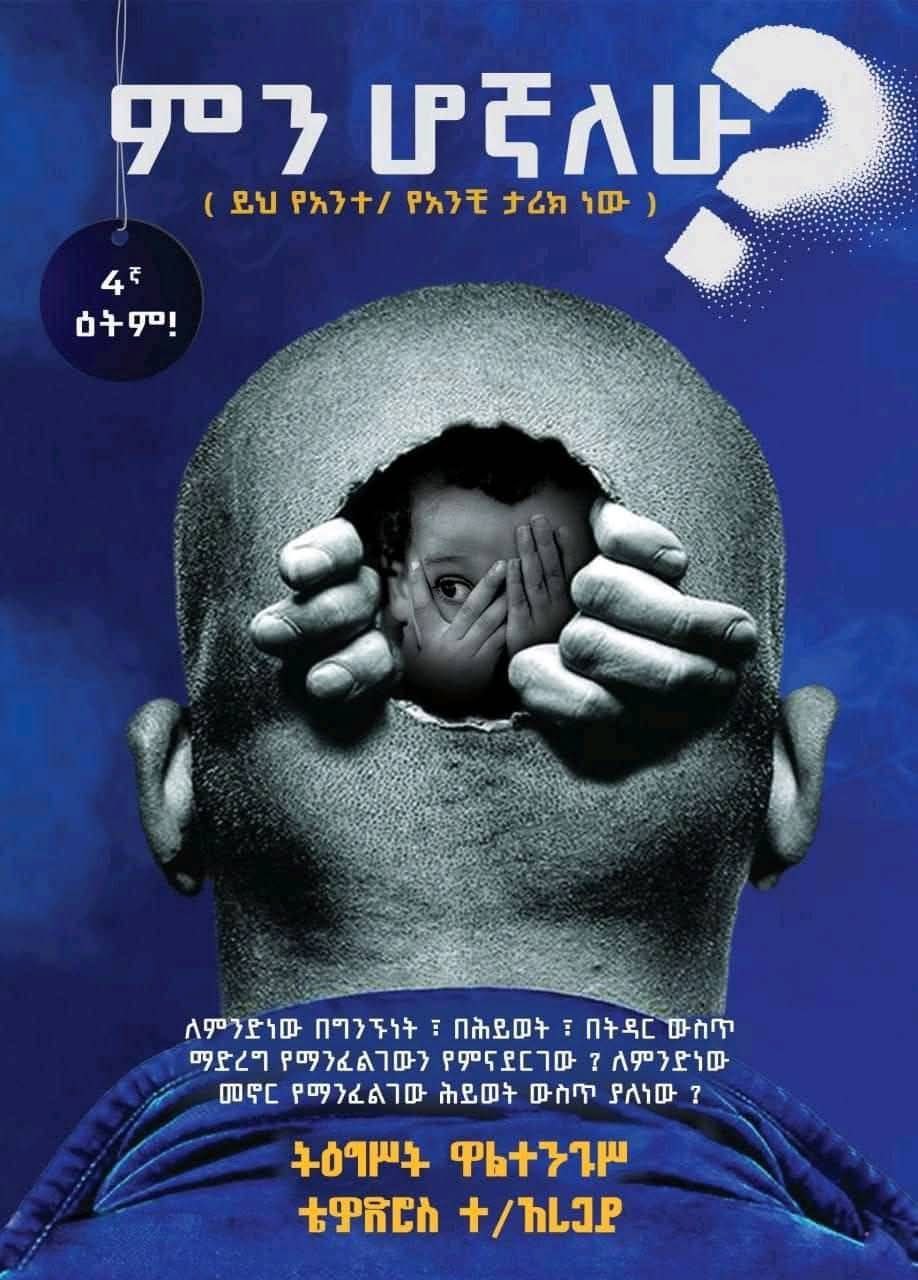 ምን ሆኛለሁ?
( ይህ የአንተ/ የአንቺ ታሪክ ነው )
4ኛ
ዕትም!
ለምንድነው በግንኙነት ፣ በሕይወት ፣ በትዳር ውስጥ
ማድረግ የማንፈልገውን የምናደርገው ? ለምንድነው
መኖር የማንፈልገው ሕይወት ውስጥ ያለነው ?
ትዕግሥት ዋልተንጉሥ
ቴዎድሮስ ተ/አረጋይ